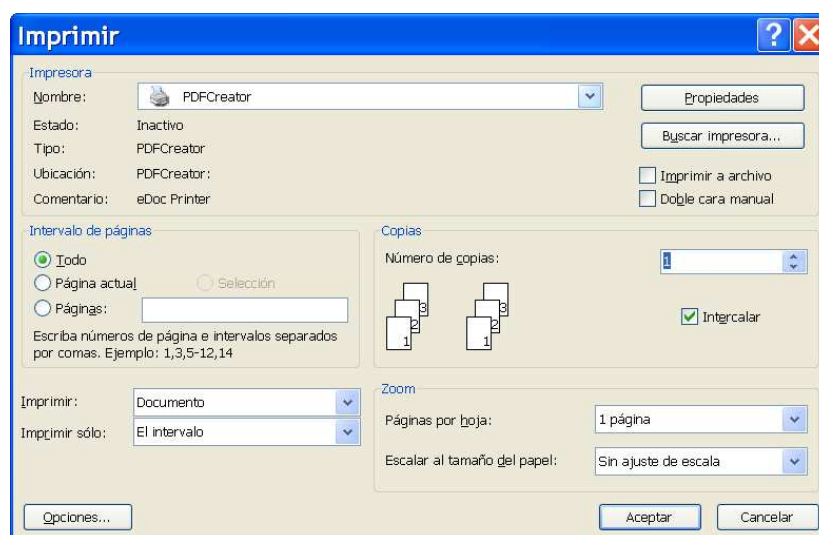 Imprimir
Impresora
Nombre: PDFCreator Propiedades
Estado: Inactivo
Tipo: PDFCreator Buscar impresora...
Ubicación: PDFCreator: Imprimir a archivo
Comentario: eDoc Printer Doble cara manual
Intervalo de páginas
Todo
Página actual Selección
Páginas:
Escriba números de página e intervalos separados
por comas. Ejemplo: 1,3,5-12,14
Copias
Número de copias: 1
3 3
2 2
1 1
Intercalar
Imprimir: Documento
Imprimir sólo: El intervalo
Zoom
Páginas por hoja: 1 página
Escalar al tamaño del papel: Sin ajuste de escala
Opciones... Aceptar Cancelar